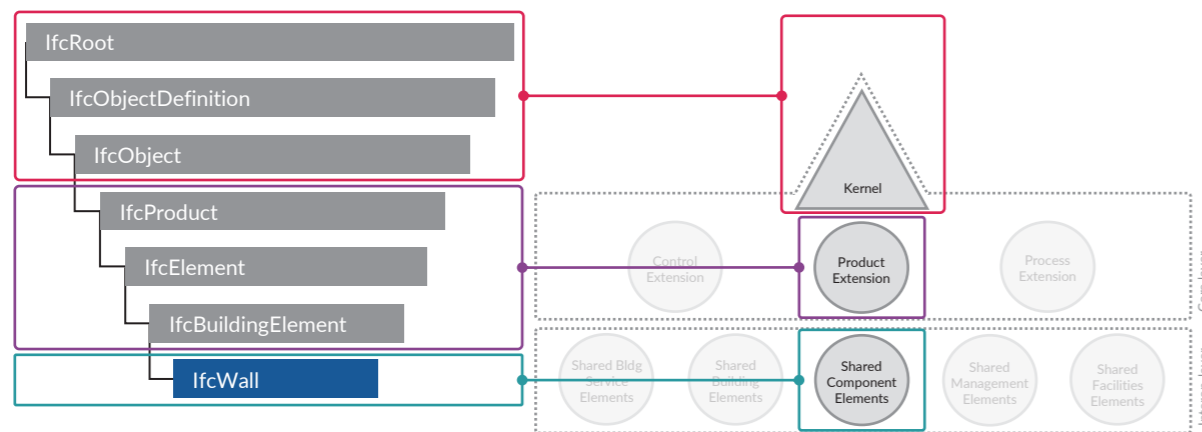 IfcRoot
IfcObjectDefinition
IfcObject
IfcProduct
IfcElement
IfcBuildingElement
IfcWall
Kernel
Control
Extension
Product
Extension
Process
Extension
Shared Bldg
Service
Elements
Shared
Building Elements
Shared
Component
Elements
Shared
Management
Elements
Shared
Facilities
Elements